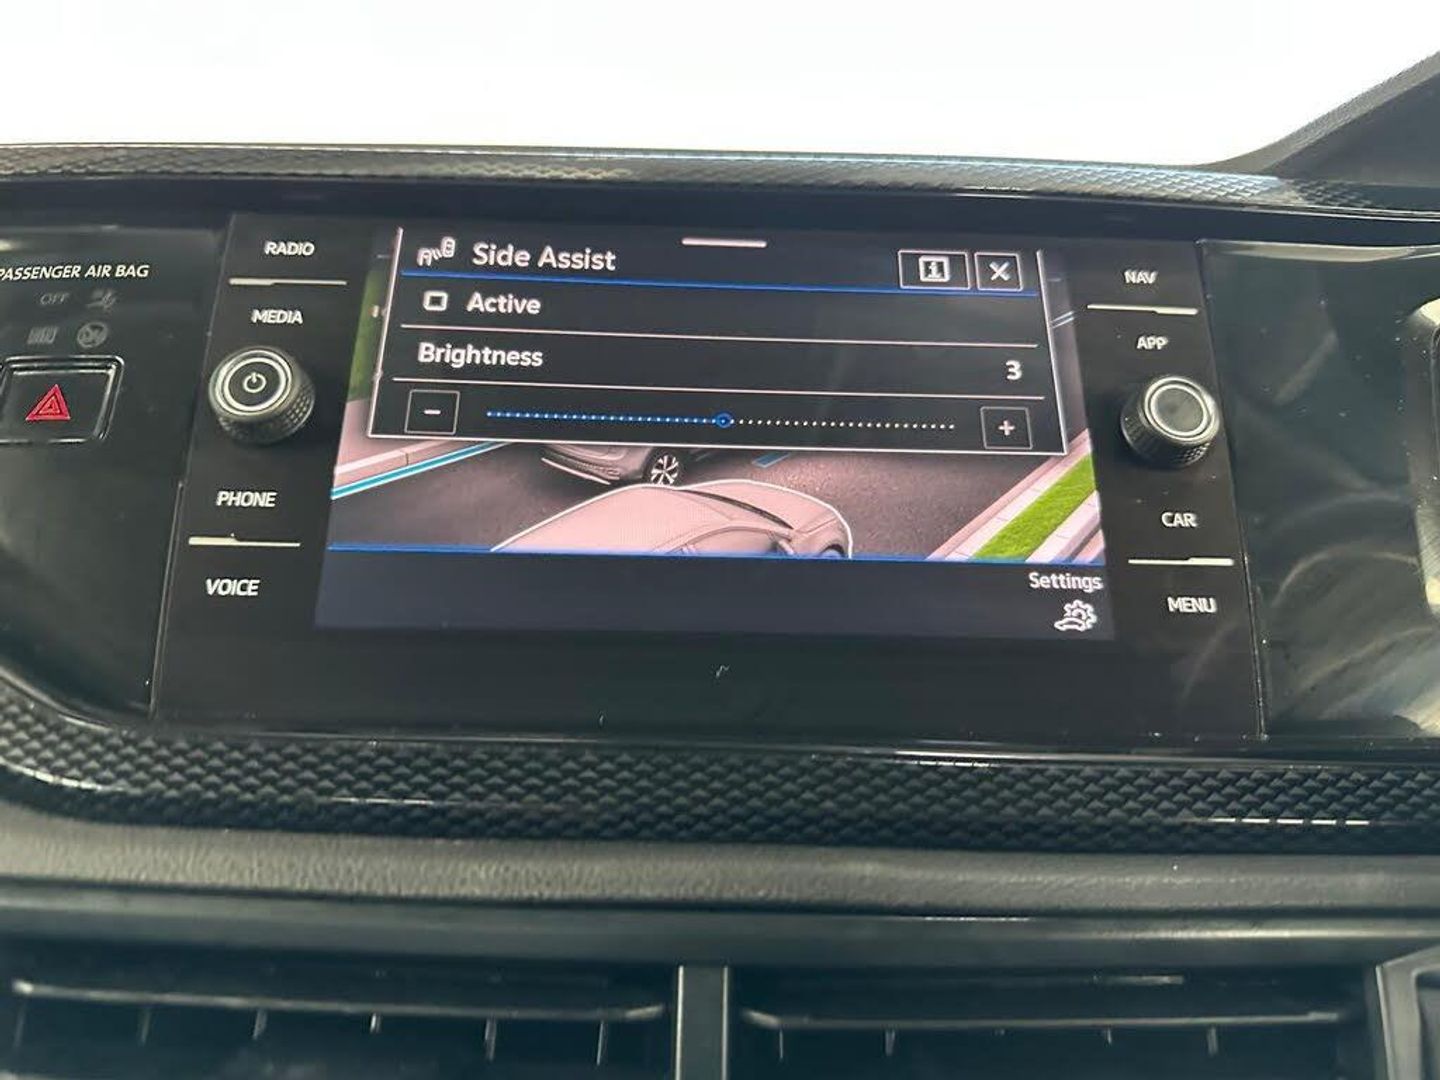 PASSENGER AIR BAG
OFF
RADIO
MEDIA
PHONE
VOICE
Side Assist
i
Active
Brightness
3
-
+
Settings
NAV
APP
CAR
MENU